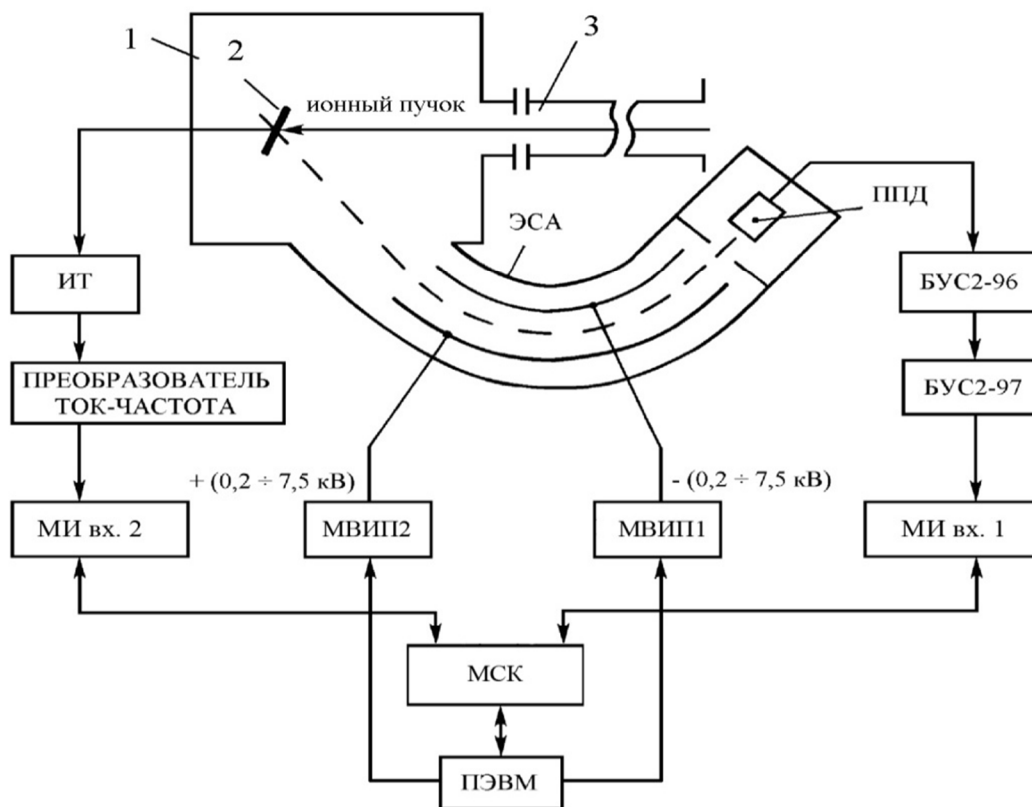 1
2
3
ионный пучок
ППД
ЭСА
ИТ
БУС2-96
ПРЕОБРАЗОВАТЕЛЬ
ТОК-ЧАСТОТА
БУС2-97
+ (0,2 ÷ 7,5 кВ)
- (0,2 ÷ 7,5 кВ)
МИ вх. 2
МВИП2
МВИП1
МИ вх. 1
МСК
ПЭВМ